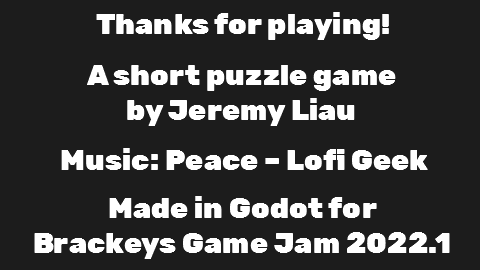 Thanks for playing!
A short puzzle game
by Jeremy Liau
Music: Peace - Lofi Geek
Made in Godot for
Brackeys Game Jam 2022.1